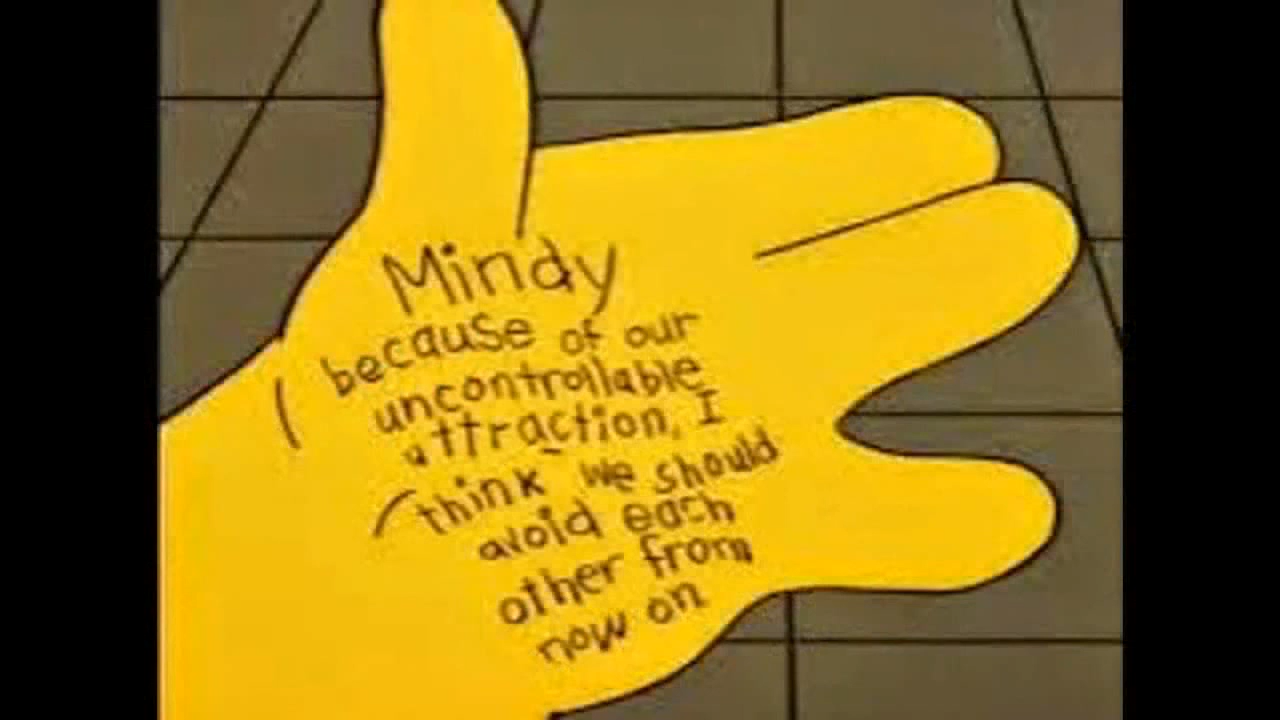 Mindy
because of our
uncontrollable
attraction, I
think we should
avoid each
other from
now on